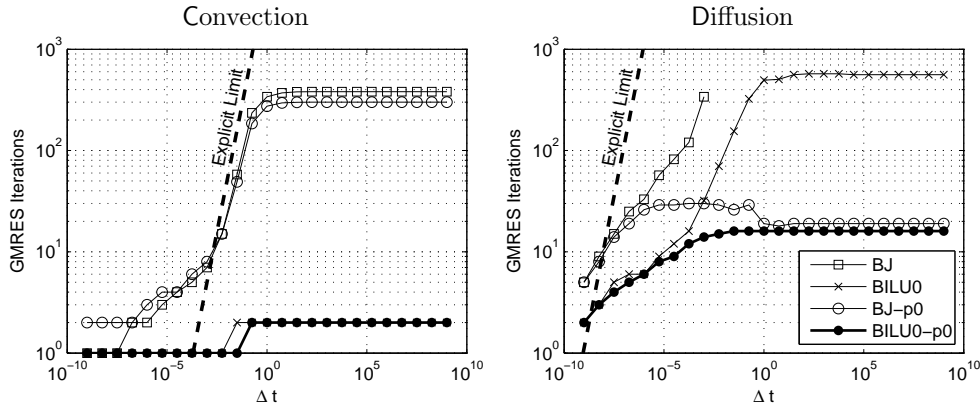 Convection
10^3
10^2
10^1
10^0
GMRES Iterations
Explicit Limit
10^−10
10^−5
10^0
10^5
10^10
Δ t
Diffusion
10^3
10^2
10^1
10^0
GMRES Iterations
Explicit Limit
BJ
BILU0
BJ−p0
BILU0−p0
10^−10
10^−5
10^0
10^5
10^10
Δ t